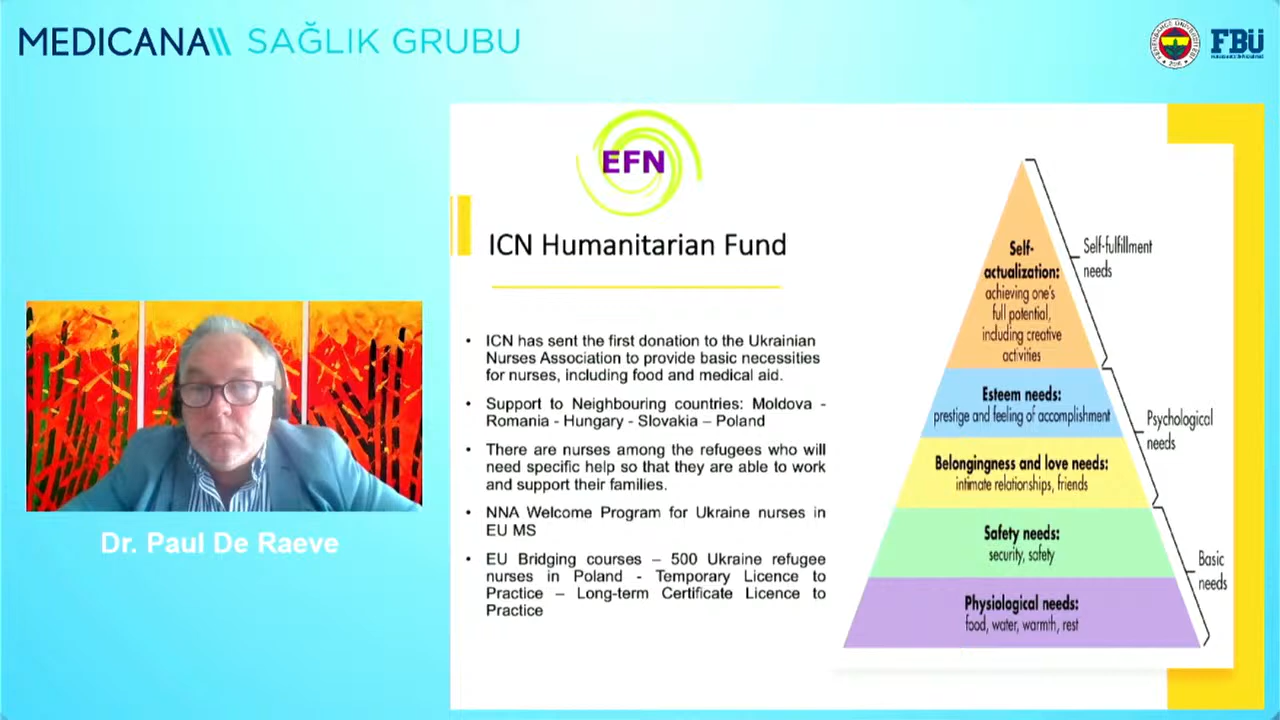 MEDICANA SAĞLIK GRUBU
FBÜ
EFN
ICN Humanitarian Fund
• ICN has sent the first donation to the Ukrainian
Nurses Association to provide basic necessities
for nurses, including food and medical aid.
• Support to Neighbouring countries: Moldova -
Romania - Hungary - Slovakia – Poland
• There are nurses among the refugees who will
need specific help so that they are able to work
and support their families.
• NNA Welcome Program for Ukraine nurses in
EU MS
• EU Bridging courses – 500 Ukraine refugee
nurses in Poland - Temporary Licence to
Practice – Long-term Certificate Licence to
Practice
Self-
actualization:
achieving one's
full potential,
including creative
activities
Esteem needs:
prestige and feeling of accomplishment
Belongingness and love needs:
intimate relationships, friends
Safety needs:
security, safety
Physiological needs:
food, water, warmth, rest
Self-fulfillment
needs
Psychological
needs
Basic
needs
Dr. Paul De Raeve